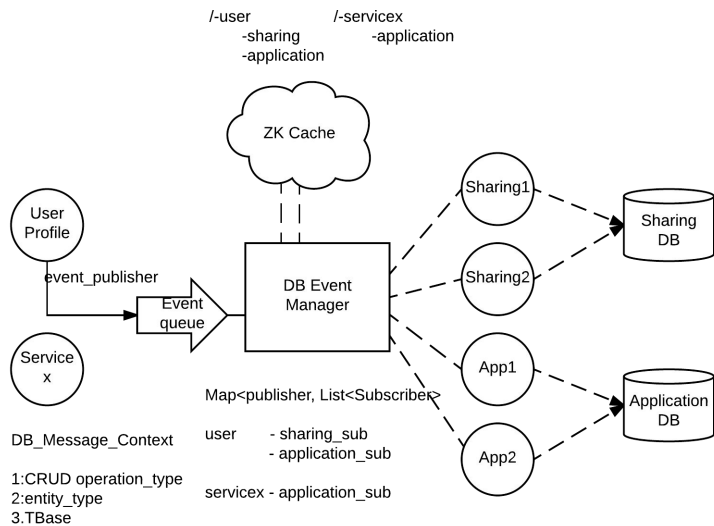 /-user
-sharing
-application
/-servicex
-application
ZK Cache
User
Profile
event_publisher
Event
queue
Service
x
DB Event
Manager
Sharing1
Sharing2
App1
App2
Sharing
DB
Application
DB
Map<publisher, List<Subscriber>
user - sharing_sub
- application_sub
servicex - application_sub
DB_Message_Context
1:CRUD operation_type
2:entity_type
3.TBase